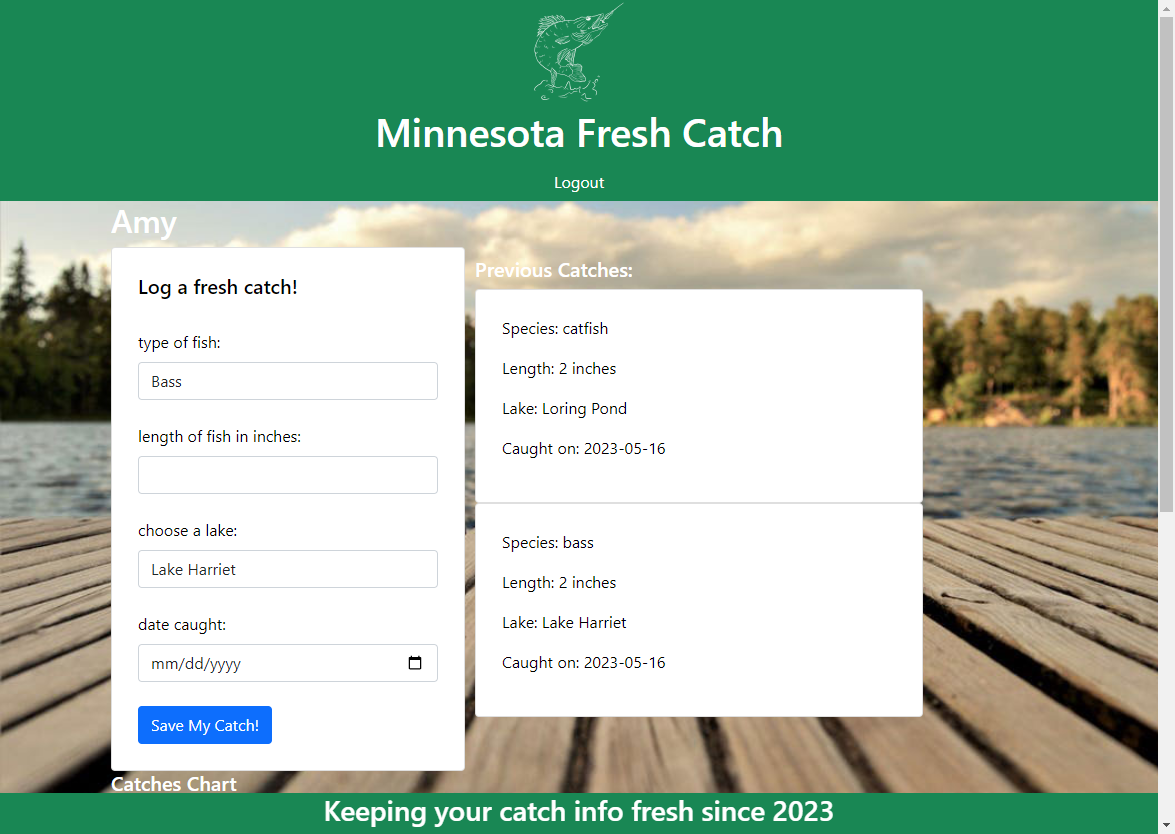 Minnesota Fresh Catch
Logout
Amy
Log a fresh catch!
type of fish:
Bass
length of fish in inches:
choose a lake:
Lake Harriet
date caught:
mm/dd/yyyy
Save My Catch!
Previous Catches:
Species: catfish
Length: 2 inches
Lake: Loring Pond
Caught on: 2023-05-16
Species: bass
Length: 2 inches
Lake: Lake Harriet
Caught on: 2023-05-16
Catches Chart
Keeping your catch info fresh since 2023